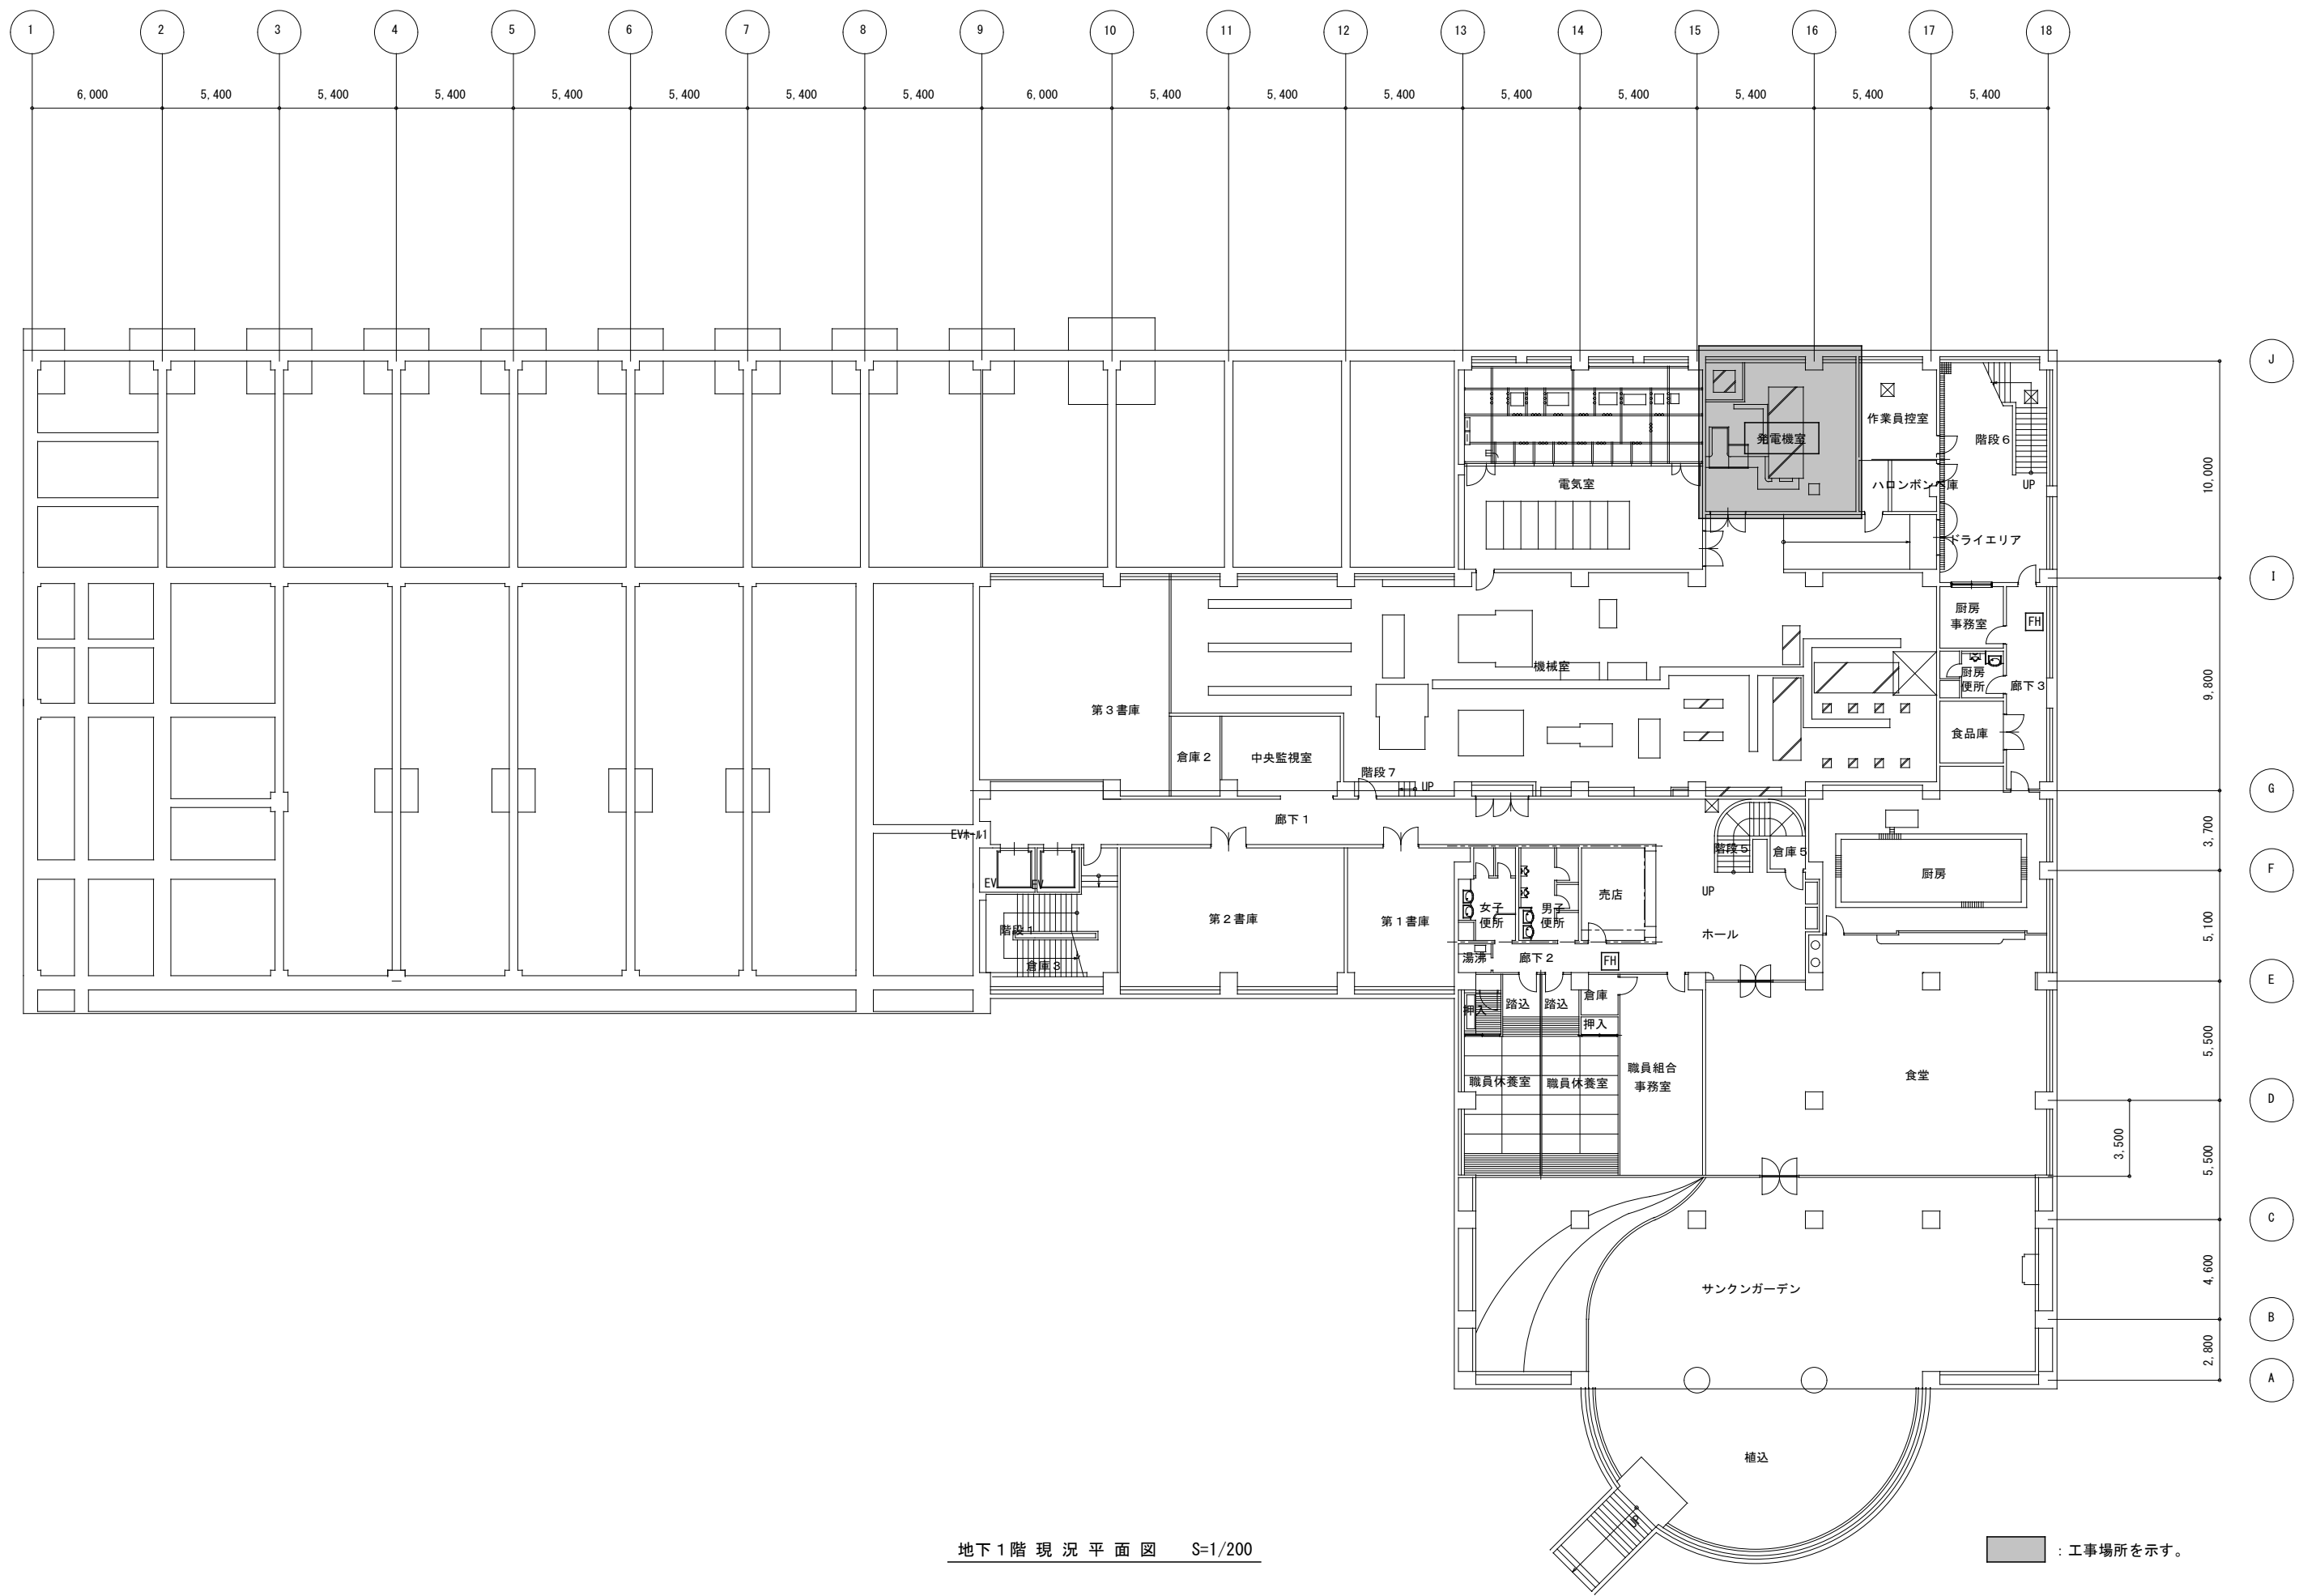 1 2 3 4 5 6 7 8 9 10 11 12 13 14 15 16 17 18
6,000 5,400 5,400 5,400 5,400 5,400 5,400 5,400 6,000 5,400 5,400 5,400 5,400 5,400 5,400 5,400 5,400
J
作業員控室
発電機室
階段6
10,000
電気室
ハロンボンベ庫
UP
ドライエリア
I
厨房
事務室
FH
機械室
厨房
便所
廊下3
9,800
第3書庫
食品庫
倉庫2
中央監視室
階段7
UP
G
廊下1
EVホール1
階段5
倉庫5
3,700
厨房
F
EV
EV
UP
売店
女子
便所
男子
便所
第2書庫
第1書庫
階段1
ホール
5,100
湯沸
廊下2
FH
倉庫3
E
押入
踏込
踏込
倉庫
押入
5,500
職員組合
事務室
職員休養室
職員休養室
食堂
D
3,500
5,500
C
サンクンガーデン
4,600
B
2,800
A
植込
UP
地下1階 現 況 平 面 図 S=1/200
：工事場所を示す。